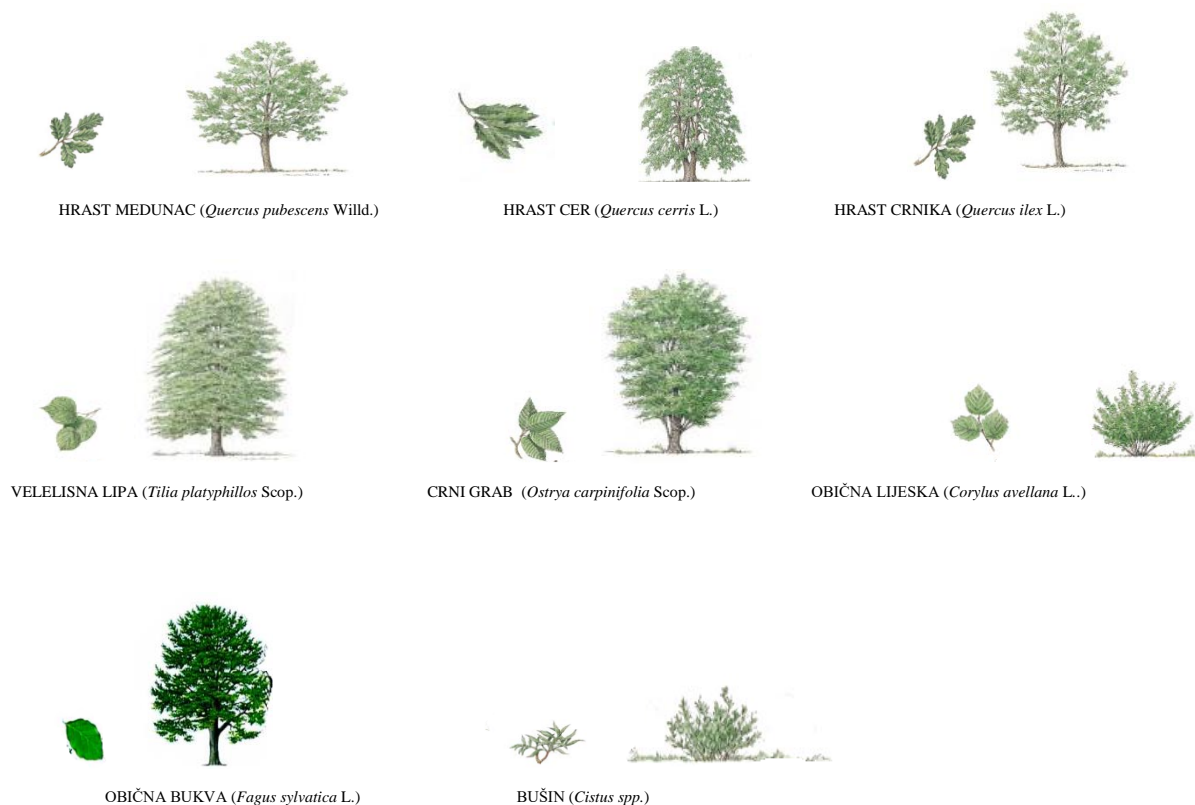 HRAST MEDUNAC (Quercus pubescens Willd.)
HRAST CER (Quercus cerris L.)
HRAST CRNIKA (Quercus ilex L.)
VELELISNA LIPA (Tilia platyphillos Scop.)
CRNI GRAB (Ostrya carpinifolia Scop.)
OBIČNA LIJESKA (Corylus avellana L..)
OBIČNA BUKVA (Fagus sylvatica L.)
BUŠIN (Cistus spp.)